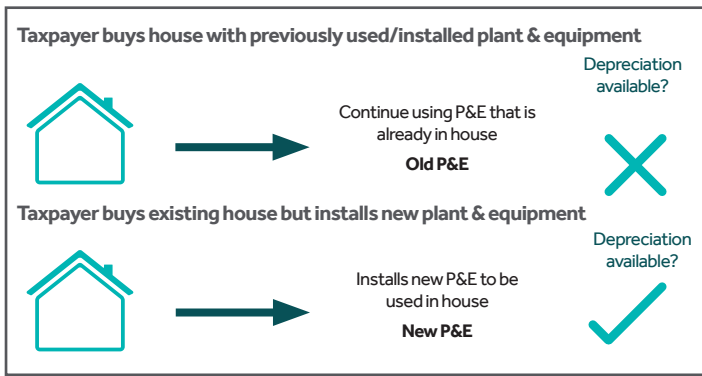 Taxpayer buys house with previously used/installed plant & equipment
Depreciation
available?
Continue using P&E that is
already in house
Old P&E
Taxpayer buys existing house but installs new plant & equipment
Depreciation
available?
Installs new P&E to be
used in house
New P&E